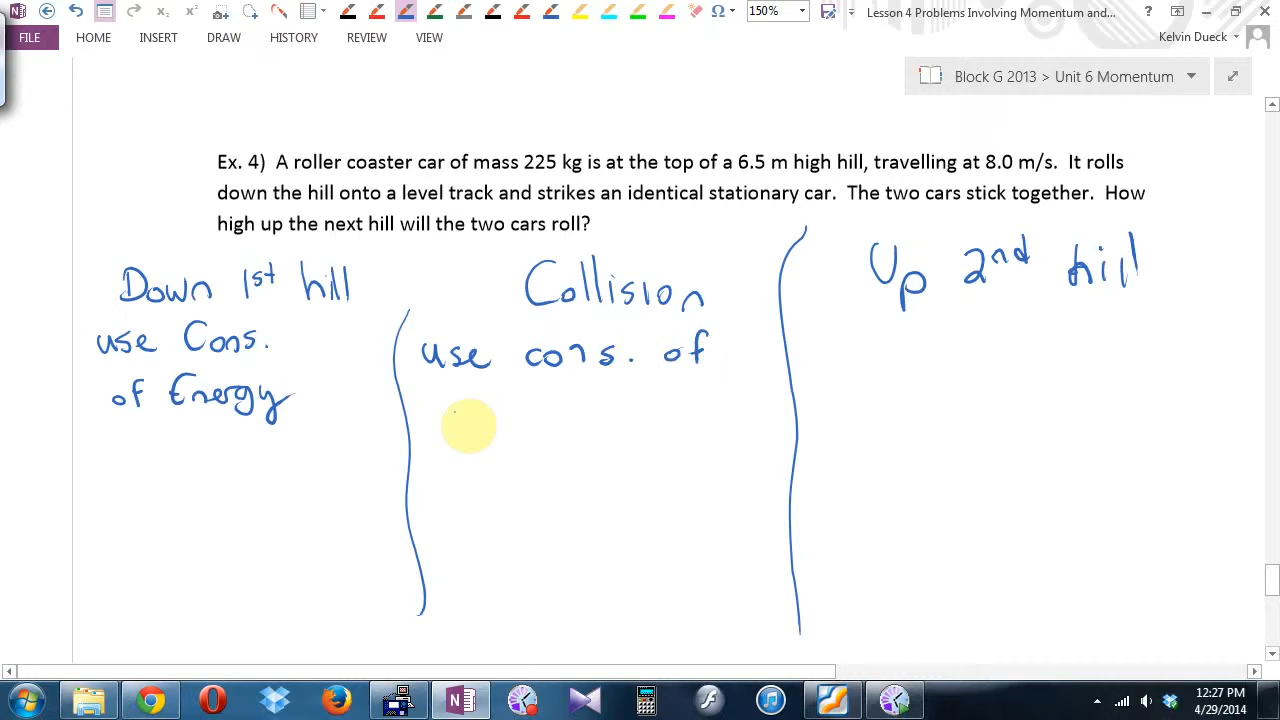 150%
Lesson 4 Problems Involving Momentum and...
FILE
HOME
INSERT
DRAW
HISTORY
REVIEW
VIEW
Kelvin Dueck
Block G 2013 > Unit 6 Momentum
Ex. 4) A roller coaster car of mass 225 kg is at the top of a 6.5 m high hill, travelling at 8.0 m/s. It rolls
down the hill onto a level track and strikes an identical stationary car. The two cars stick together. How
high up the next hill will the two cars roll?
Down 1st hill
use Cons.
of Energy
Collision
use cons. of
Up 2nd hill
12:27 PM
4/29/2014